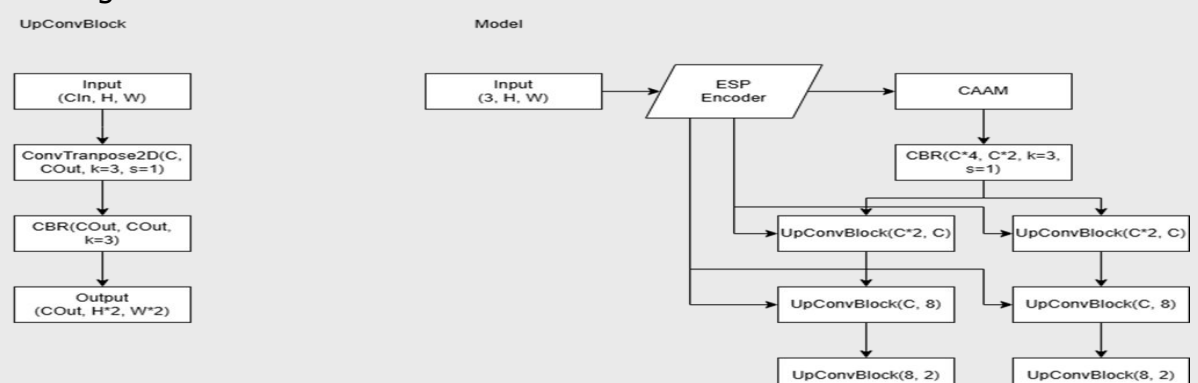 UpConvBlock
Input
(CIn, H, W)
ConvTranpose2D(C,
COut, k=3, s=1)
CBR(COut, COut,
k=3)
Output
(COut, H*2, W*2)
Model
Input
(3, H, W)
ESP
Encoder
CAAM
CBR(C*4, C*2, k=3,
s=1)
UpConvBlock(C*2, C)
UpConvBlock(C*2, C)
UpConvBlock(C, 8)
UpConvBlock(C, 8)
UpConvBlock(8, 2)
UpConvBlock(8, 2)